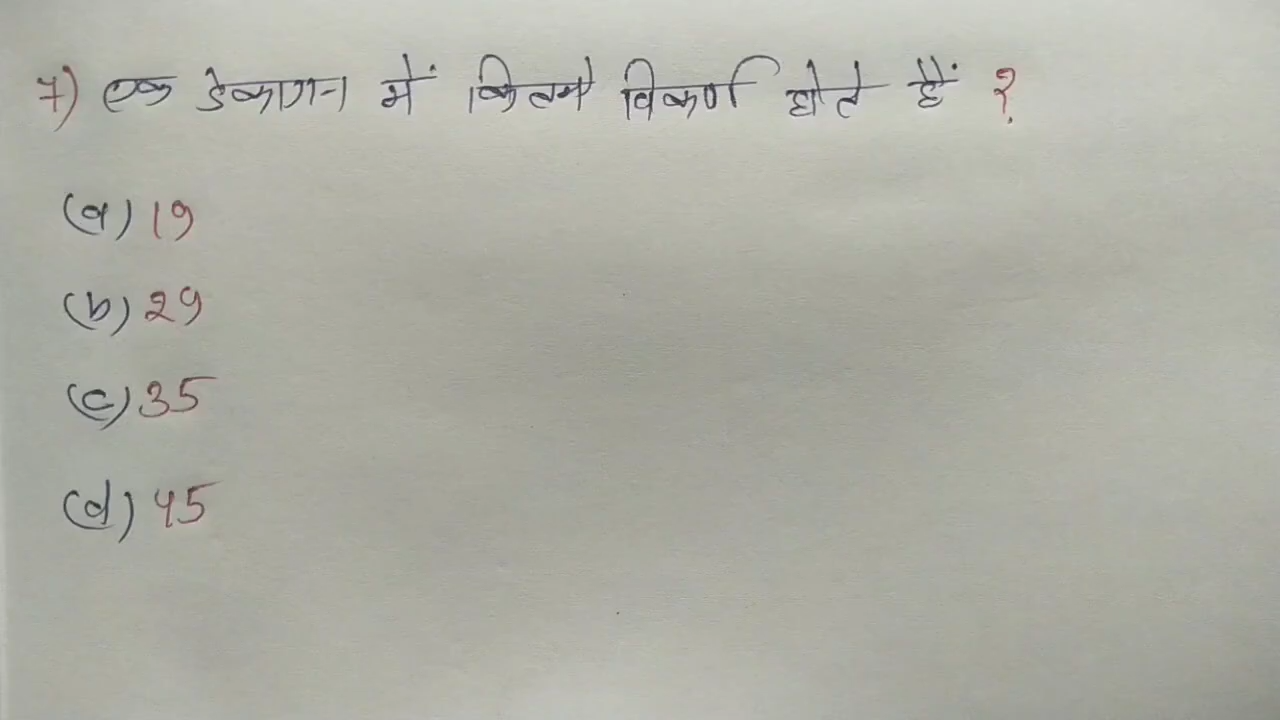 7) एक डेकागन में कितने विकर्ण होते हैं ?
(a) 19
(b) 29
(c) 35
(d) 45